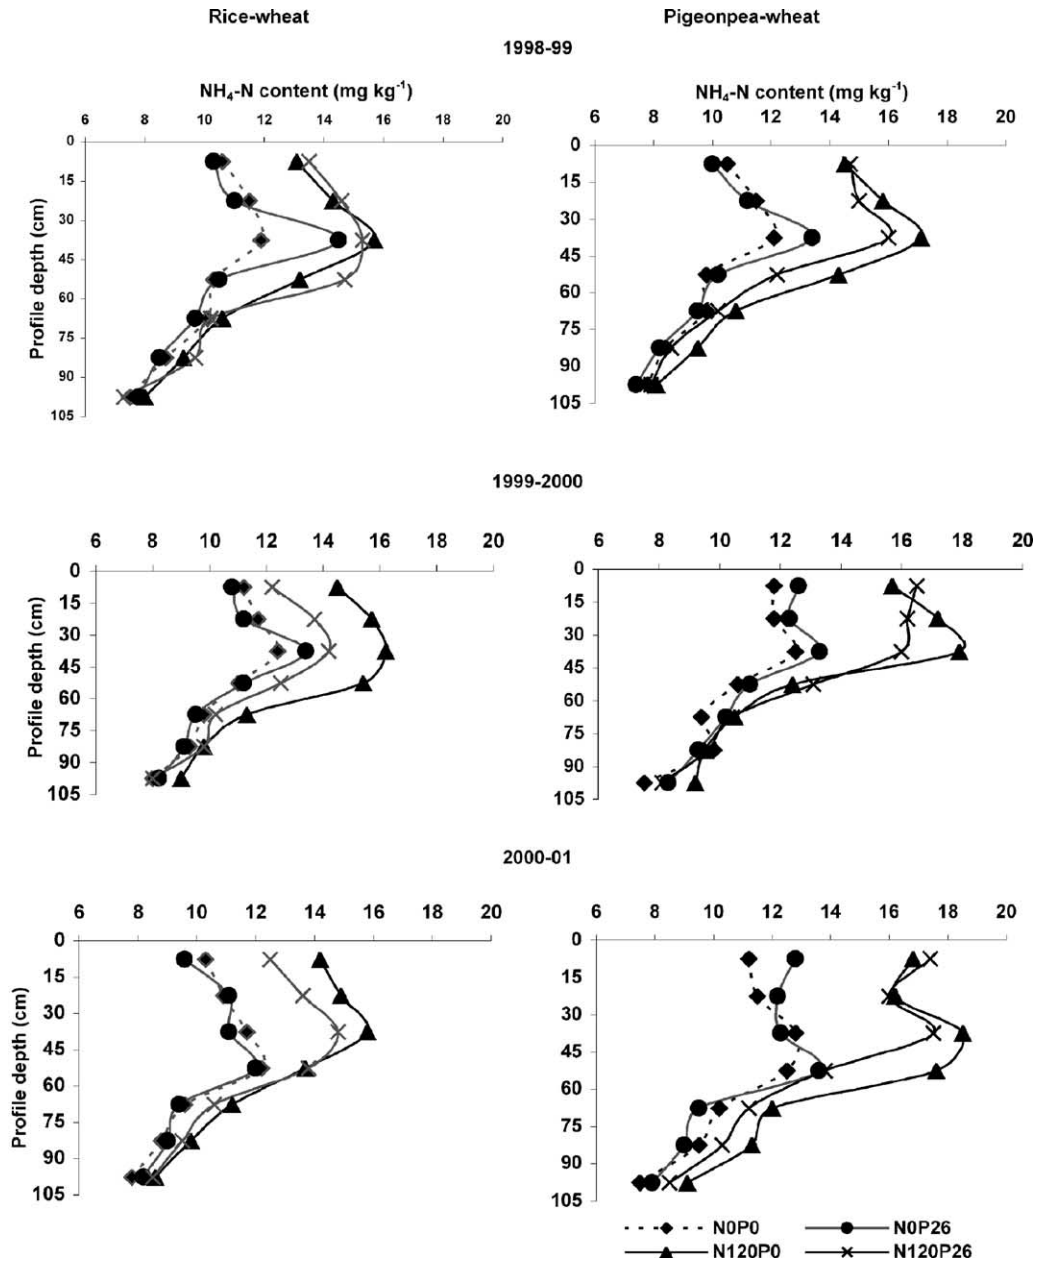 Rice-wheat Pigeonpea-wheat
1998-99
NH4-N content (mg kg-1) NH4-N content (mg kg-1)
6 8 10 12 14 16 18 20 6 8 10 12 14 16 18 20
Profile depth (cm)
0 0
15 15
30 30
45 45
60 60
75 75
90 90
105 105
1999-2000
6 8 10 12 14 16 18 20 6 8 10 12 14 16 18 20
Profile depth (cm)
0 0
15 15
30 30
45 45
60 60
75 75
90 90
105 105
2000-01
6 8 10 12 14 16 18 20 6 8 10 12 14 16 18 20
Profile depth (cm)
0 0
15 15
30 30
45 45
60 60
75 75
90 90
105 105
N0P0 N0P26
N120P0 N120P26